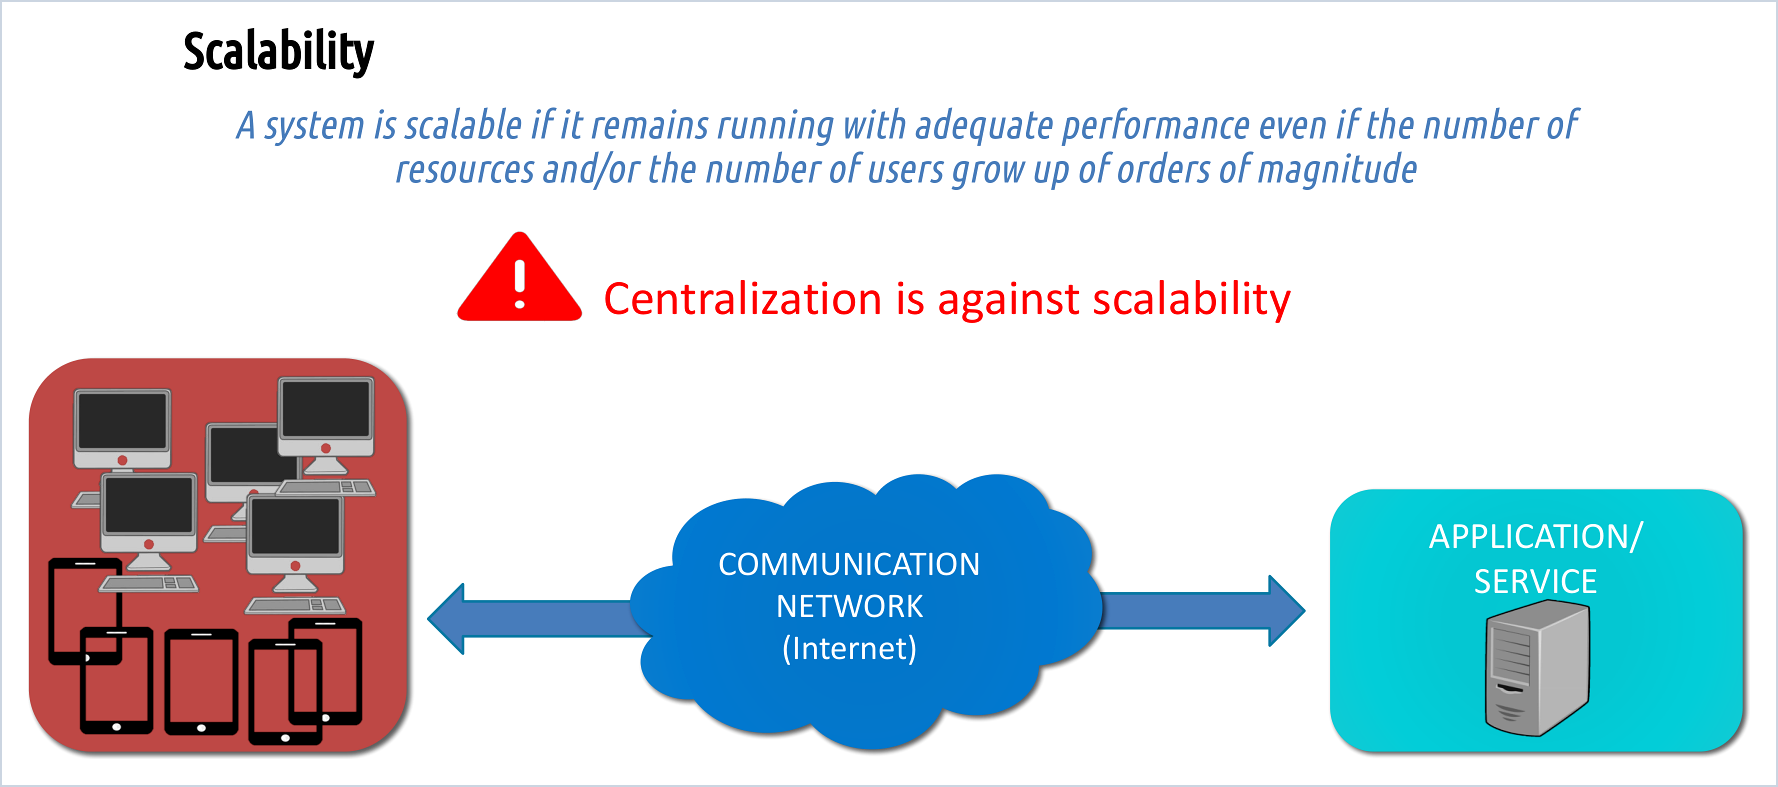 Scalability
A system is scalable if it remains running with adequate performance even if the number of
resources and/or the number of users grow up of orders of magnitude
Centralization is against scalability
COMMUNICATION
NETWORK
(Internet)
APPLICATION/
SERVICE